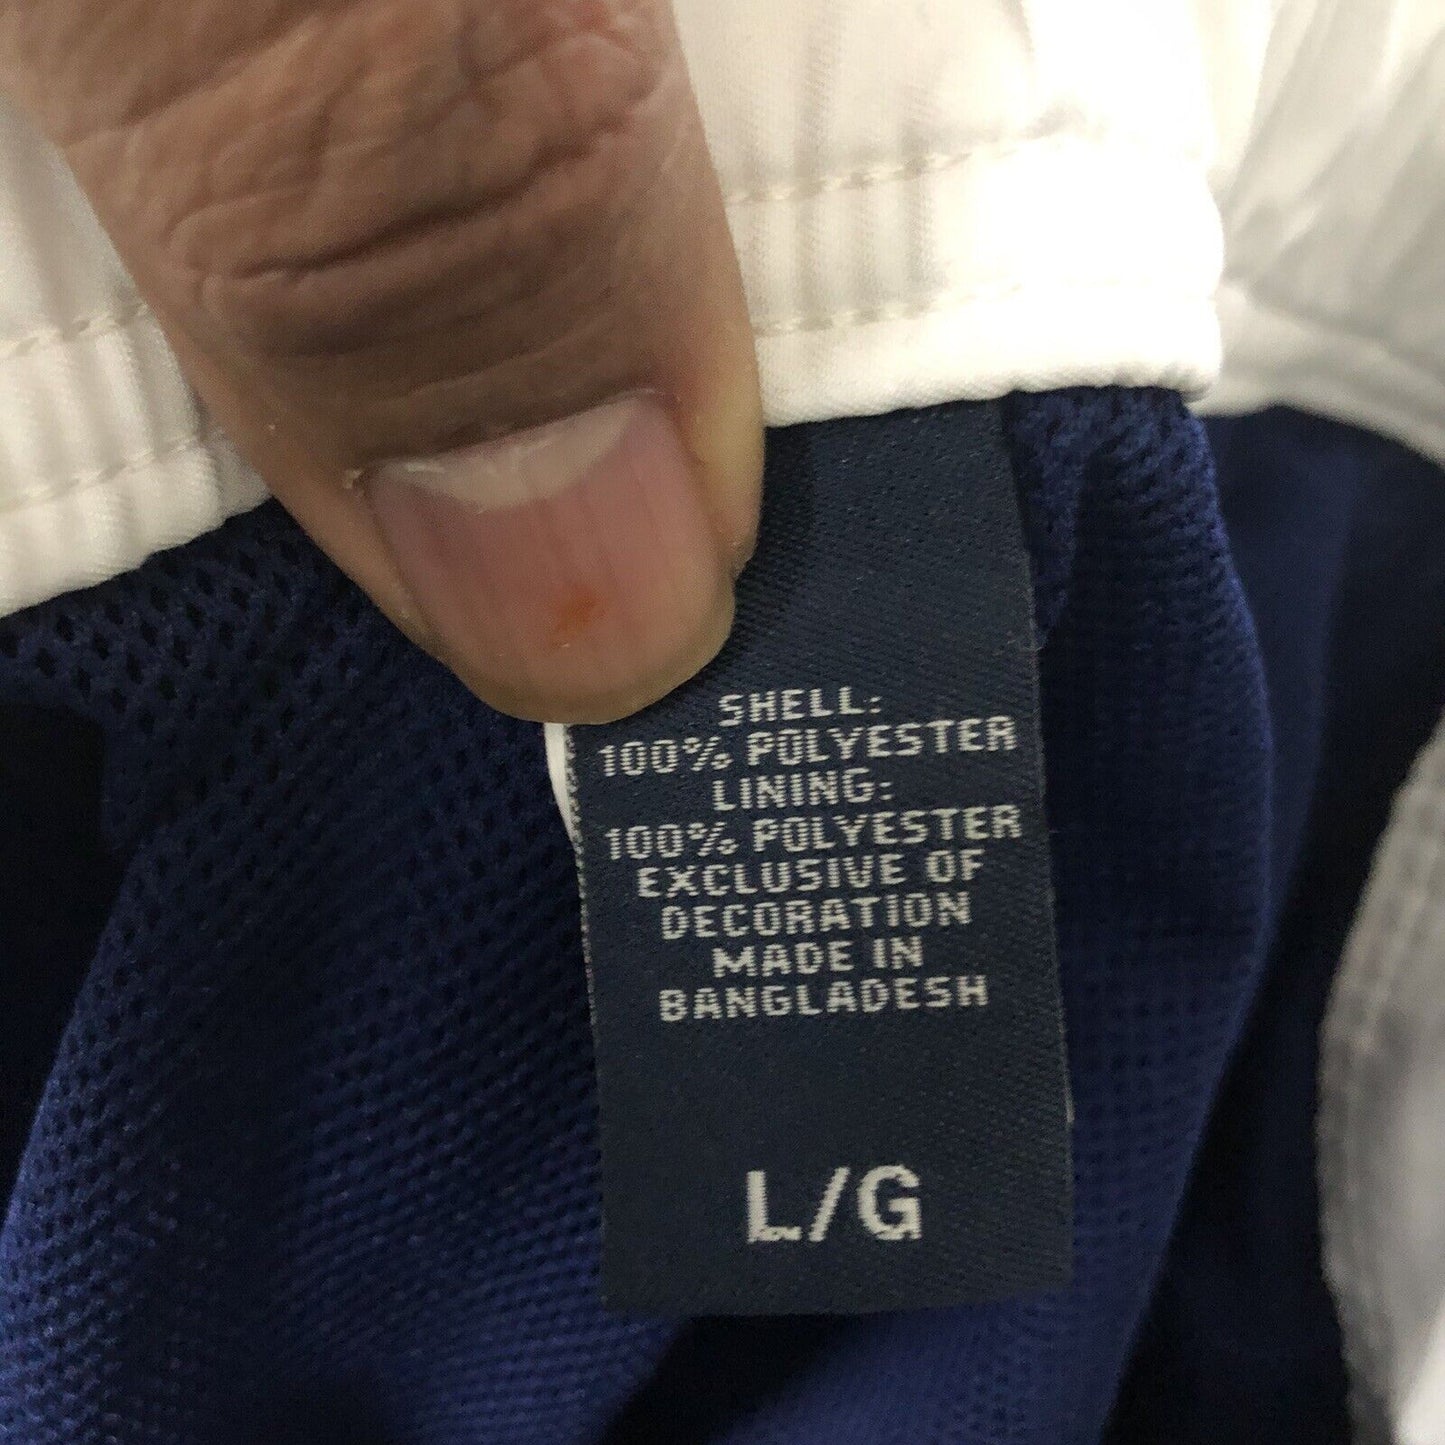 SHELL:
100% POLYESTER
LINING:
100% POLYESTER
EXCLUSIVE OF
DECORATION
MADE IN
BANGLADESH
L/G